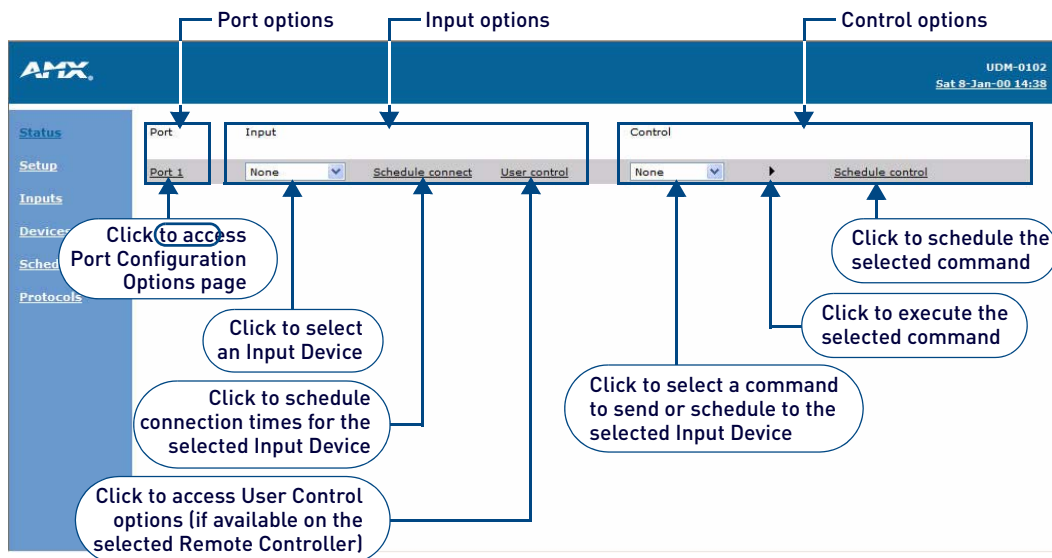 Port options
Input options
Control options
AMX.
UDM-0102
Sat 8-Jan-00 14:38
Status
Setup
Inputs
Devices
Sched
Protocols
Port
Input
Control
Port 1
None
Schedule connect
User control
None
Schedule control
Click to access
Port Configuration
Options page
Click to select
an Input Device
Click to schedule
connection times for the
selected Input Device
Click to access User Control
options (if available on the
selected Remote Controller)
Click to schedule the
selected command
Click to execute the
selected command
Click to select a command
to send or schedule to the
selected Input Device